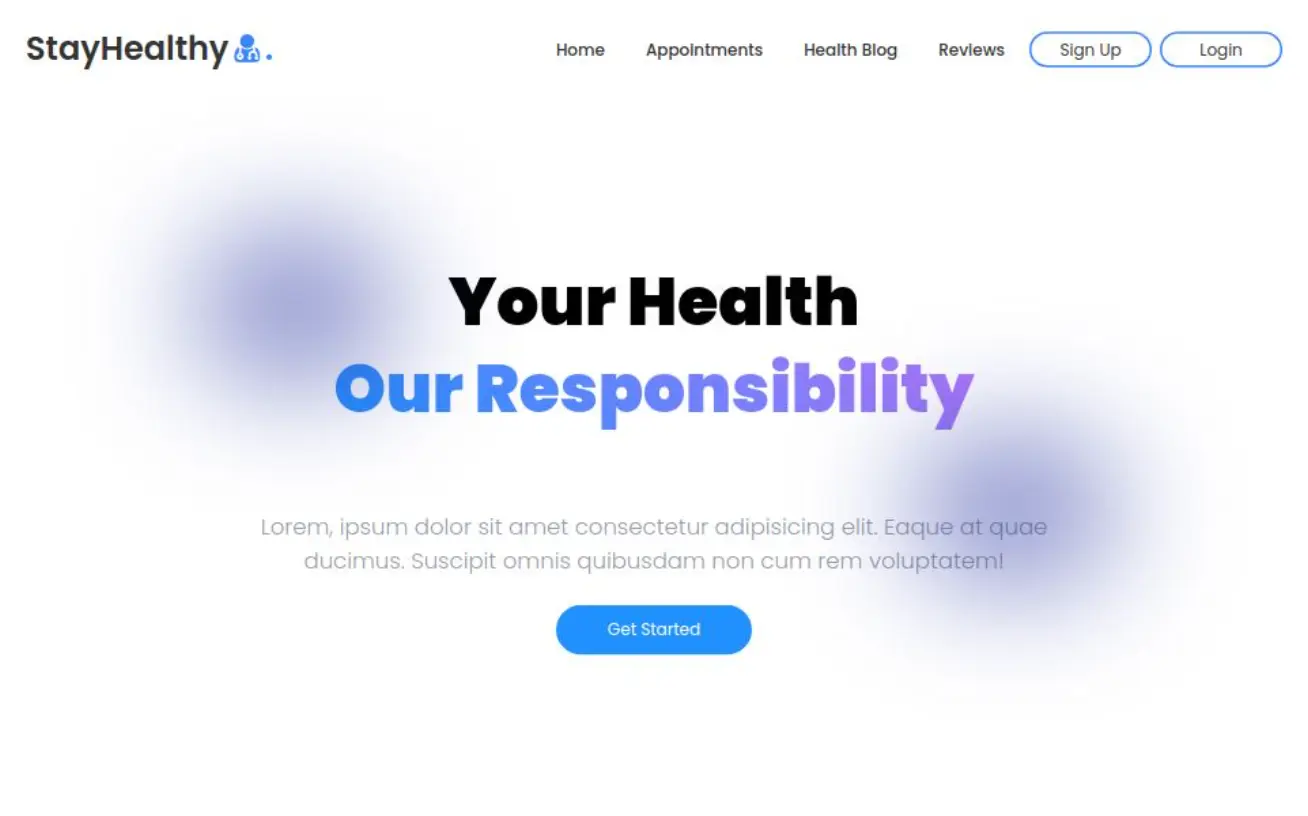 StayHealthy.
Home
Appointments
Health Blog
Reviews
Sign Up
Login
Your Health
Our Responsibility
Lorem, ipsum dolor sit amet consectetur adipisicing elit. Eaque at quae
ducimus. Suscipit omnis quibusdam non cum rem voluptatem!
Get Started